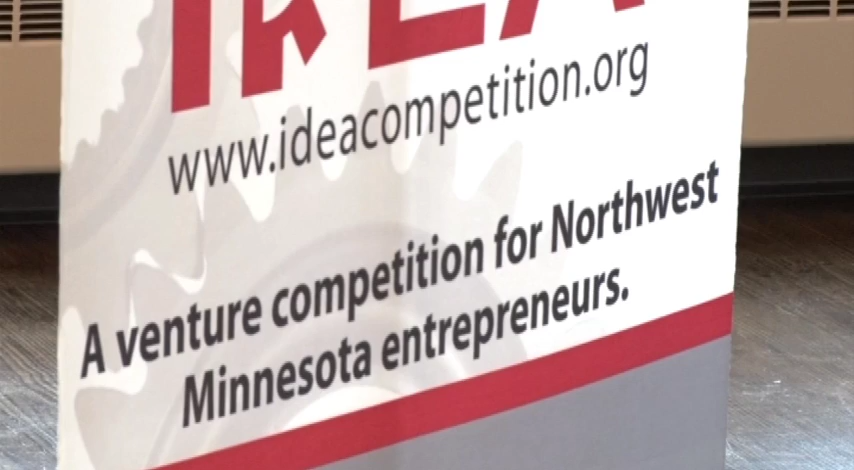 www.ideacompetition.org
A venture competition for Northwest
Minnesota entrepreneurs.